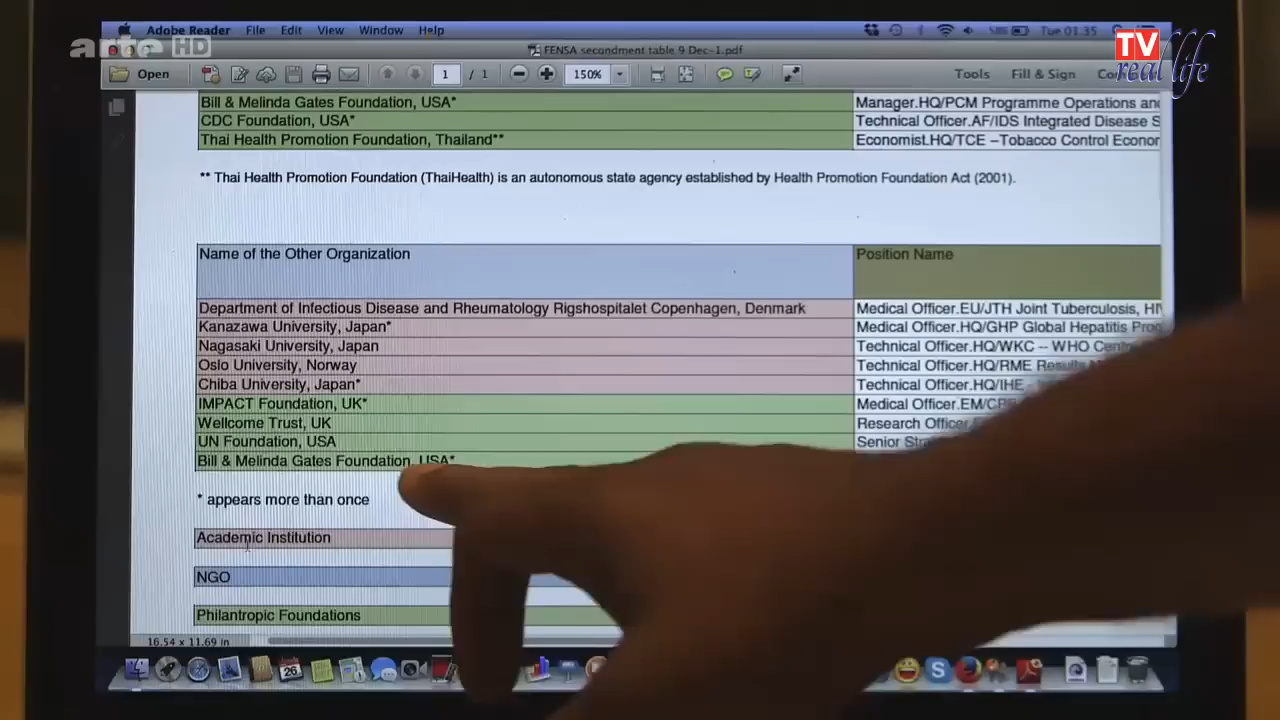 Adobe Reader File Edit View Window Help Tue 01:35
arte HD
TV
real life
FENSA secondment table 9 Dec-1.pdf
Open 1 / 1 150% Tools Fill & Sign
Bill & Melinda Gates Foundation, USA* Manager.HQ/PCM Programme Operations and
CDC Foundation, USA* Technical Officer.AF/IDS Integrated Disease S
Thai Health Promotion Foundation, Thailand** Economist.HQ/TCE –Tobacco Control Econor
** Thai Health Promotion Foundation (ThaiHealth) is an autonomous state agency established by Health Promotion Foundation Act (2001).
Name of the Other Organization Position Name
Department of Infectious Disease and Rheumatology Rigshospitalet Copenhagen, Denmark Medical Officer.EU/JTH Joint Tuberculosis, HI
Kanazawa University, Japan* Medical Officer.HQ/GHP Global Hepatitis
Nagasaki University, Japan Technical Officer.HQ/WKC – WHO
Oslo University, Norway Technical Officer.HQ/RME Results
Chiba University, Japan* Technical Officer.HQ/IHE -
IMPACT Foundation, UK* Medical Officer.EM/
Wellcome Trust, UK Research Officer
UN Foundation, USA Senior
Bill & Melinda Gates Foundation, USA*
* appears more than once
Academic Institution
NGO
Philantropic Foundations
16.54 x 11.69 in
26